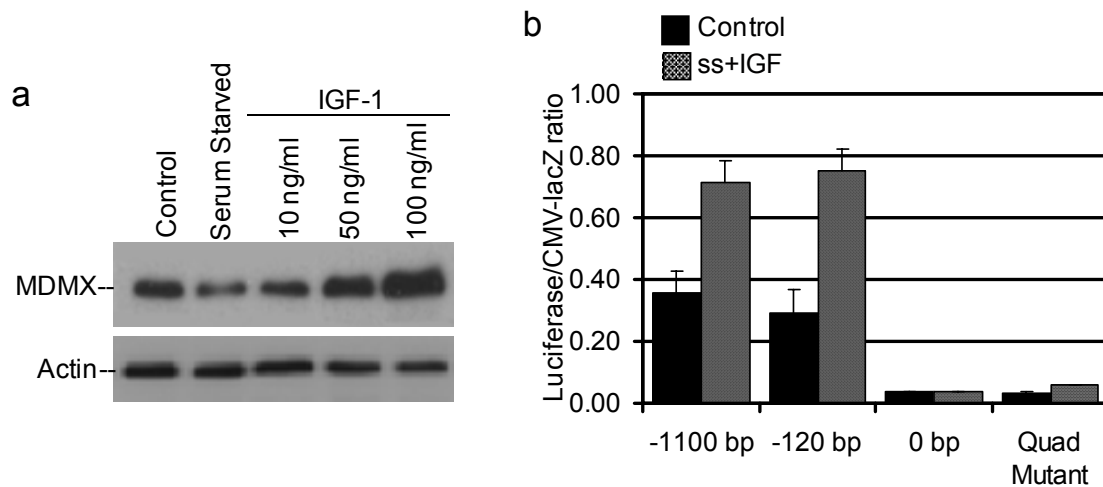 a
Control
Serum Starved
IGF-1
10 ng/ml
50 ng/ml
100 ng/ml
MDMX--
Actin--
b
Control
ss+IGF
Luciferase/CMV-lacZ ratio
1.00
0.80
0.60
0.40
0.20
0.00
-1100 bp
-120 bp
0 bp
Quad
Mutant